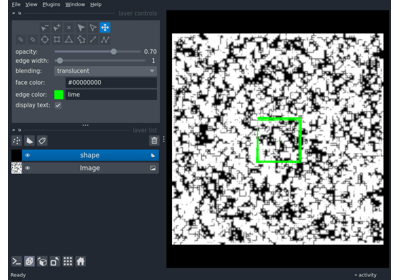 File View Plugins Window Help
layer controls
opacity: 0.70
edge width: 1
blending: translucent
face color: #00000000
edge color: lime
display text:
layer list
shape
Image
Ready
activity